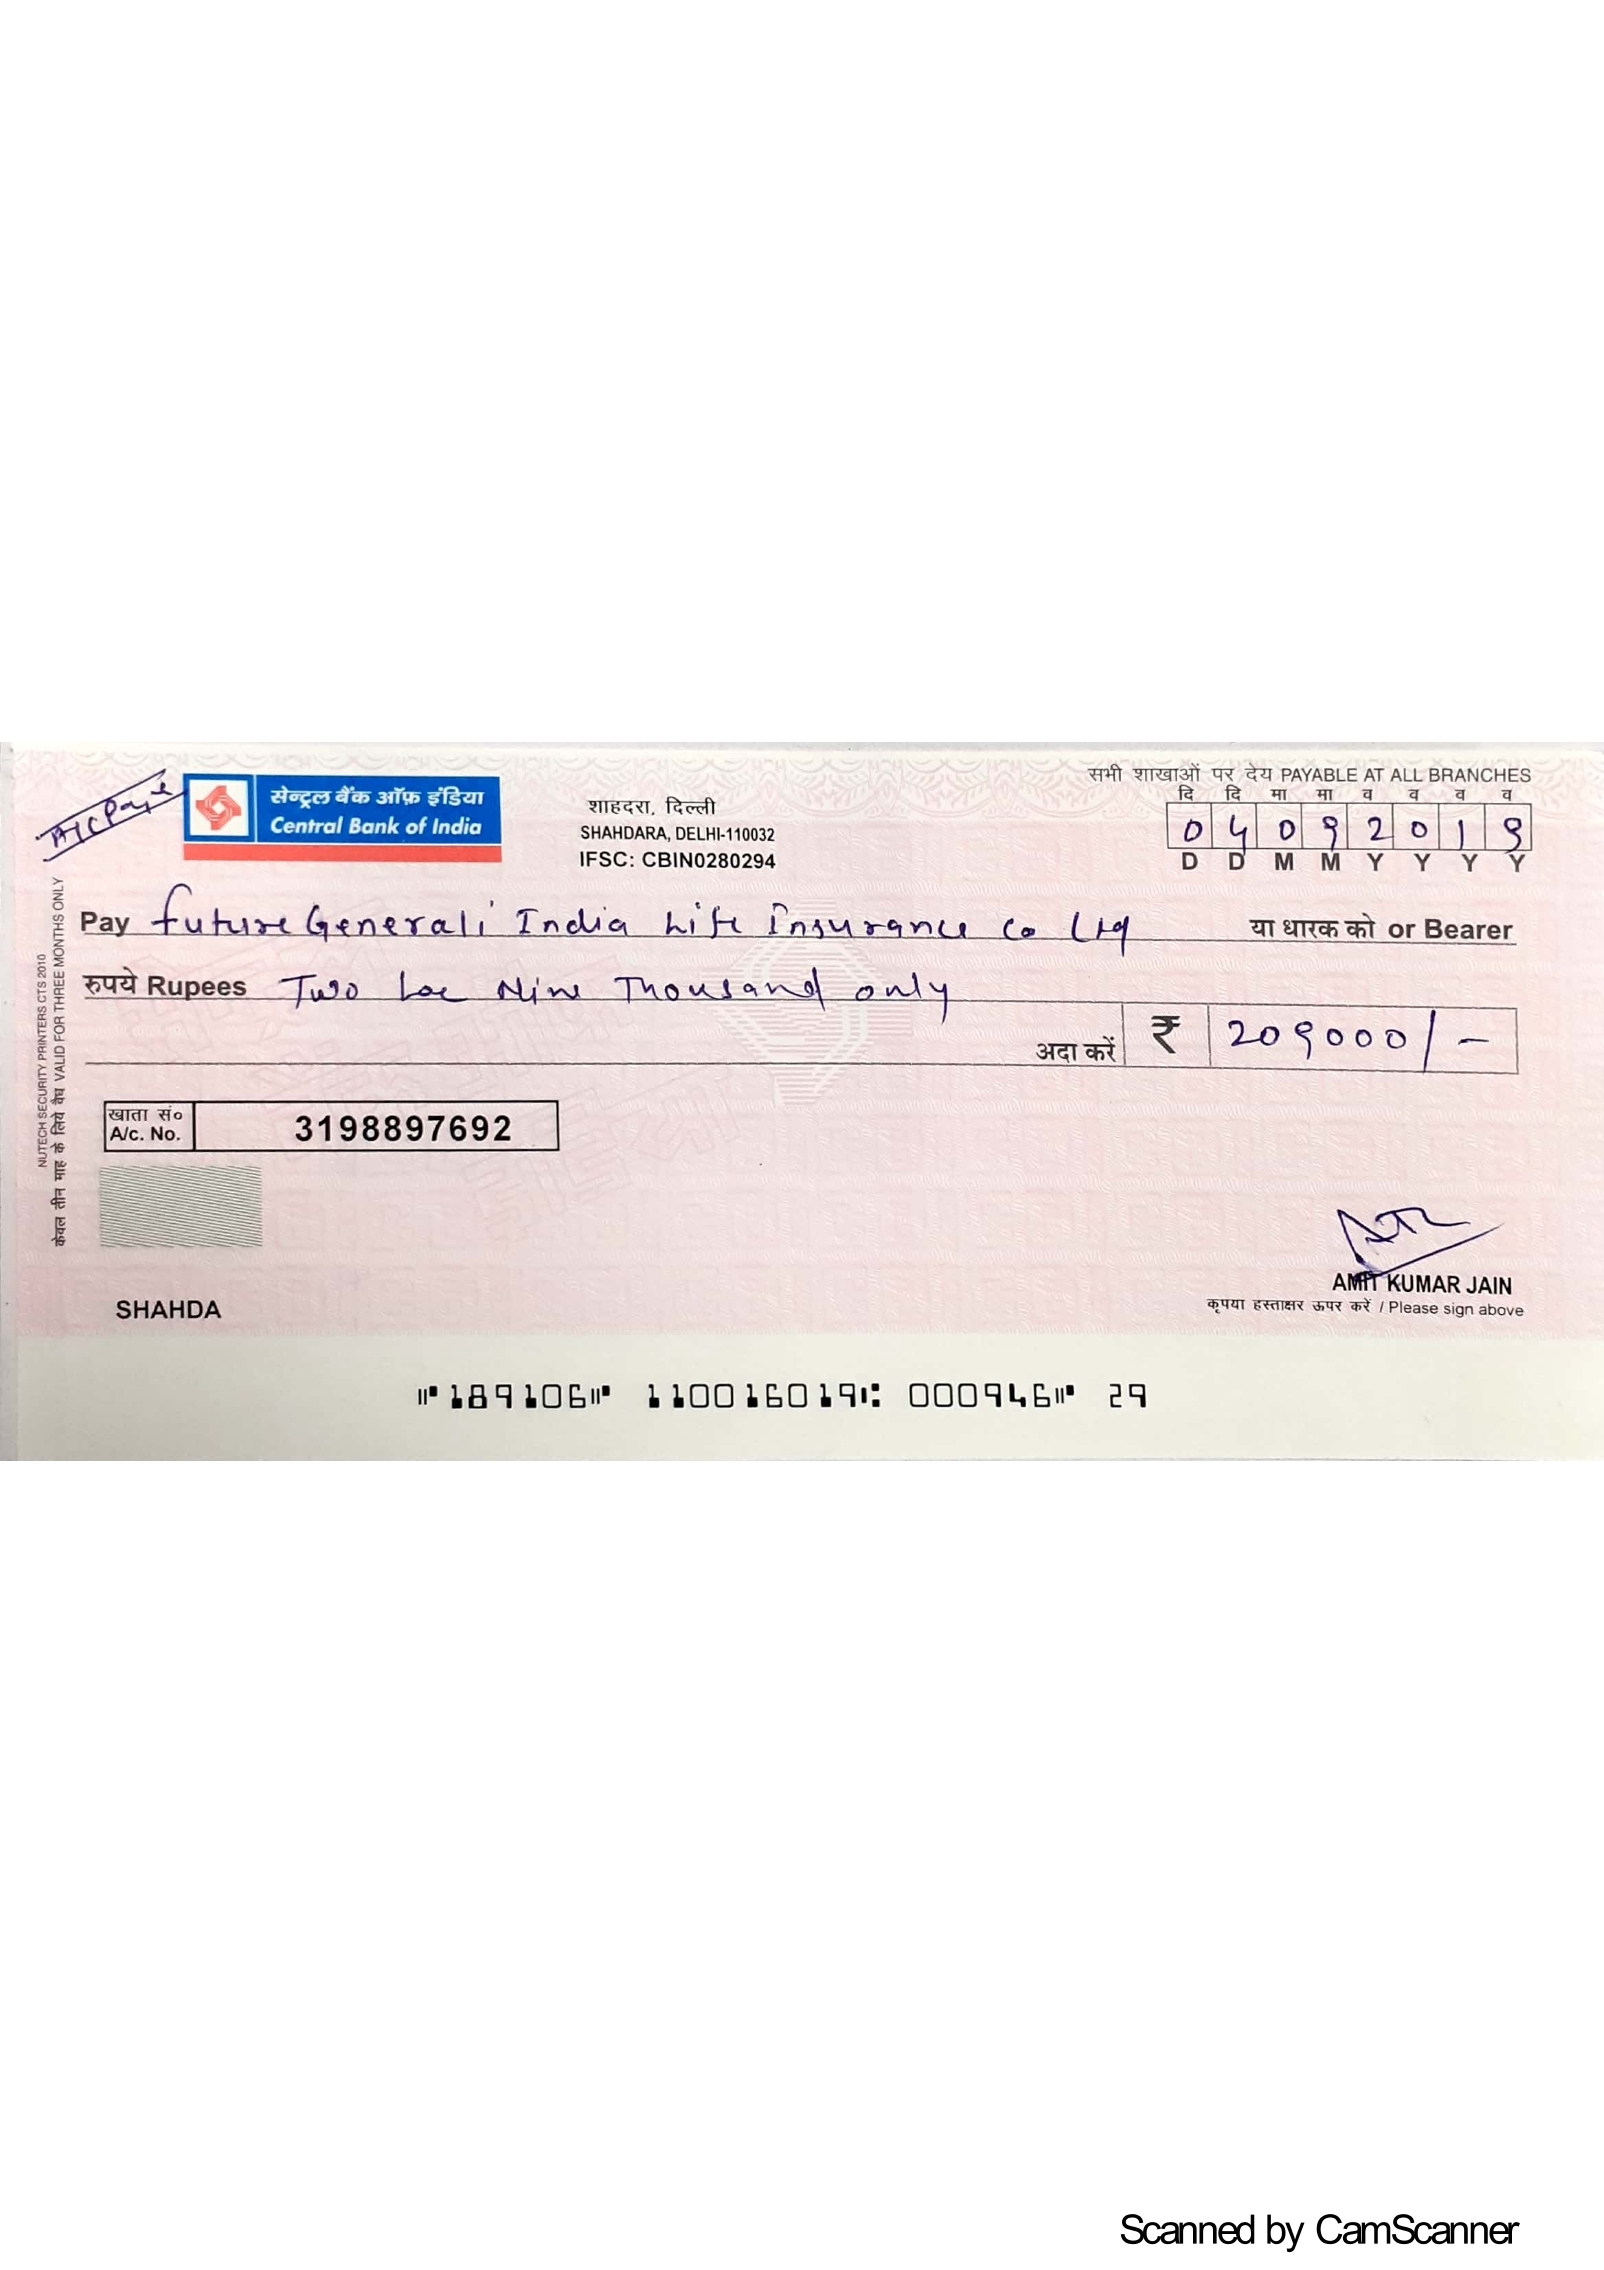 A/C Payee
सेन्ट्रल बैंक ऑफ़ इंडिया
Central Bank of India
शाहदरा, दिल्ली
SHAHDARA, DELHI-110032
IFSC: CBIN0280294
सभी शाखाओं पर देय PAYABLE AT ALL BRANCHES
दि दि मा मा व व व व
0 4 0 9 2 0 1 9
D D M M Y Y Y Y
Pay Future Generali India Life Insurance Co Ltd या धारक को or Bearer
रुपये Rupees Two Lac Nine Thousand only
अदा करें ₹ 209000/-
खाता सं०
A/c. No. 3198897692
NUTECH SECURITY PRINTERS CTS 2010
केवल तीन माह के लिये वैध VALID FOR THREE MONTHS ONLY
AMIT KUMAR JAIN
कृपया हस्ताक्षर ऊपर करें / Please sign above
SHAHDA
⑈189106⑈ 110016019⑆ 000946⑈ 29
Scanned by CamScanner